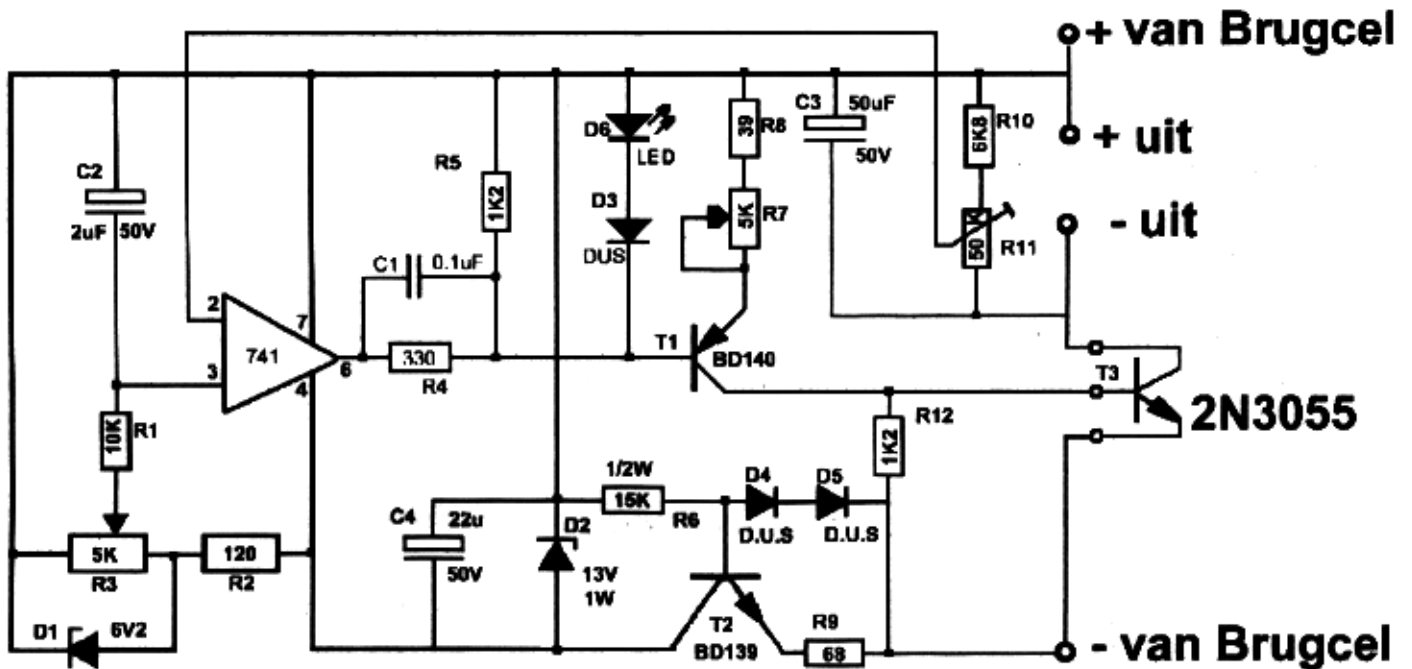 + van Brugcel
+ uit
- uit
- van Brugcel
C2
2uF 50V
R5
1K2
D6
LED
D3
DUS
39
R8
5K
R7
C3 50uF
50V
R10
6K8
50 K
R11
C1 0.1uF
2
3
741
7
4
6
330
R4
T1
BD140
T3
2N3055
R12
1K2
10K
R1
1/2W
15K
R6
D4
D.U.S
D5
D.U.S
C4
22u
50V
D2
13V
1W
5K
R3
120
R2
D1
6V2
T2
BD139
R9
68